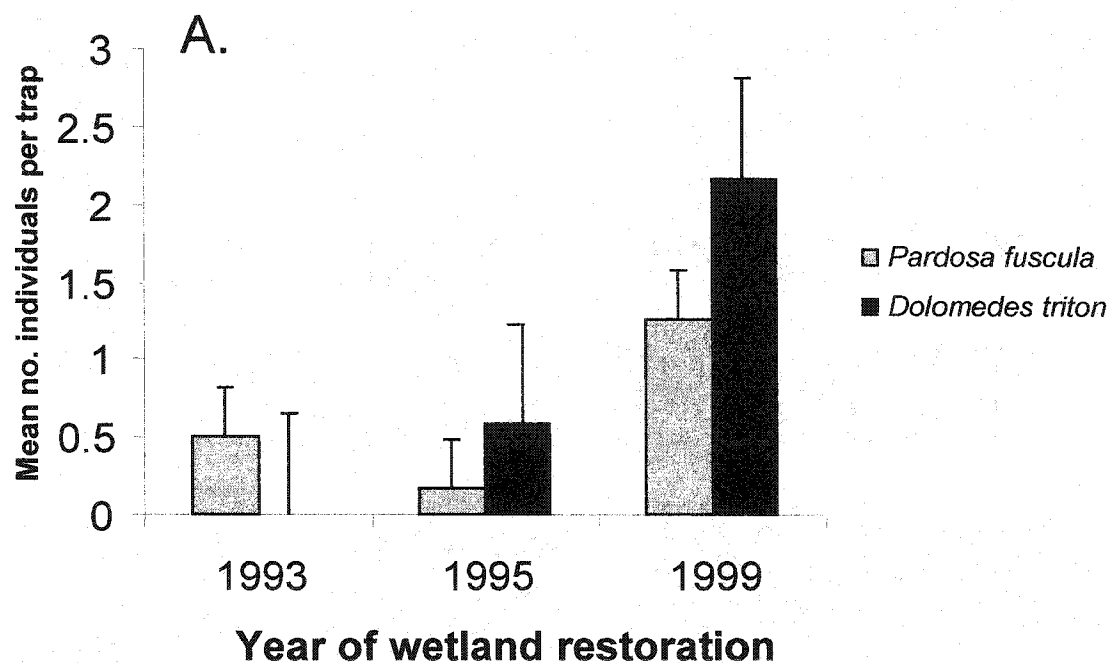 A.
Mean no. individuals per trap
3
2.5
2
1.5
1
0.5
0
1993 1995 1999
Year of wetland restoration
Pardosa fuscula
Dolomedes triton